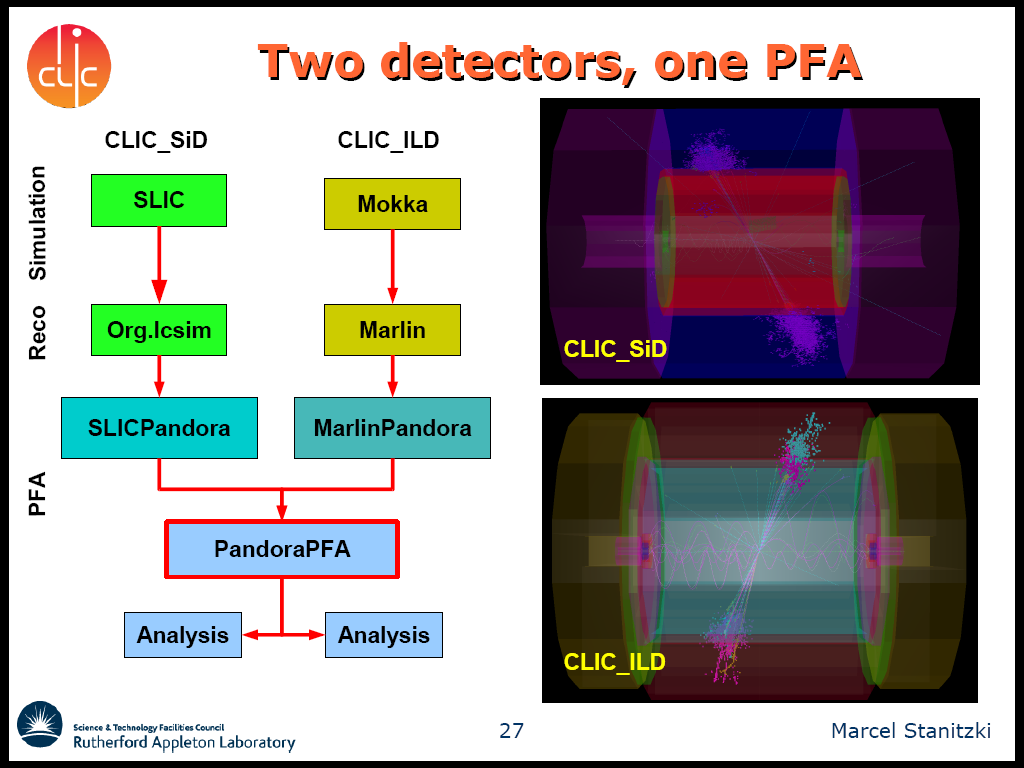 clic
Two detectors, one PFA
CLIC_SiD
CLIC_ILD
Simulation
SLIC
Mokka
Reco
Org.lcsim
Marlin
SLICPandora
MarlinPandora
PFA
PandoraPFA
Analysis
Analysis
CLIC_SiD
CLIC_ILD
Science & Technology Facilities Council
Rutherford Appleton Laboratory
27
Marcel Stanitzki